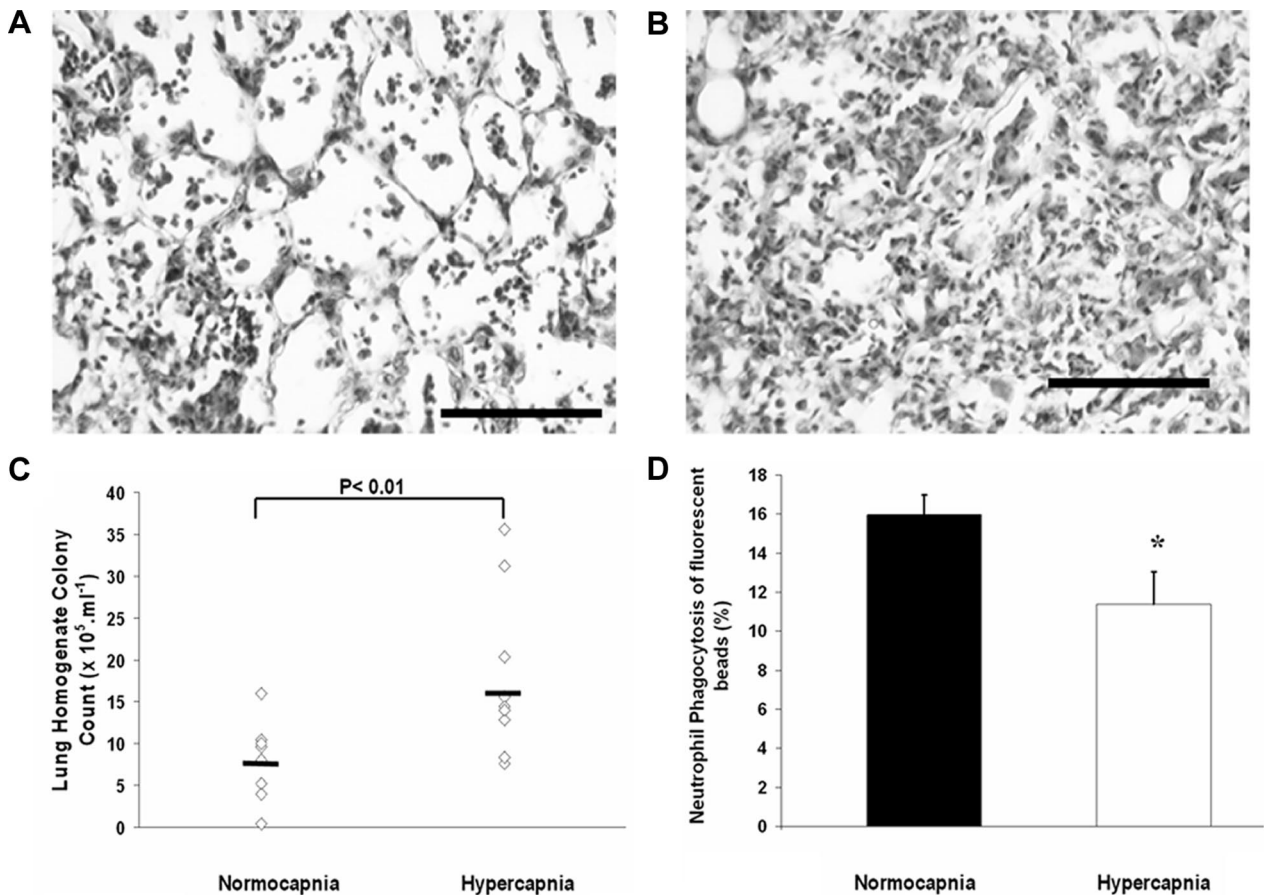 A
B
C
P< 0.01
40
35
30
25
20
15
10
5
0
Lung Homogenate Colony
Count (x 10⁵.ml⁻¹)
Normocapnia
Hypercapnia
D
18
16
14
12
10
8
6
4
2
0
*
Neutrophil Phagocytosis of fluorescent
beads (%)
Normocapnia
Hypercapnia